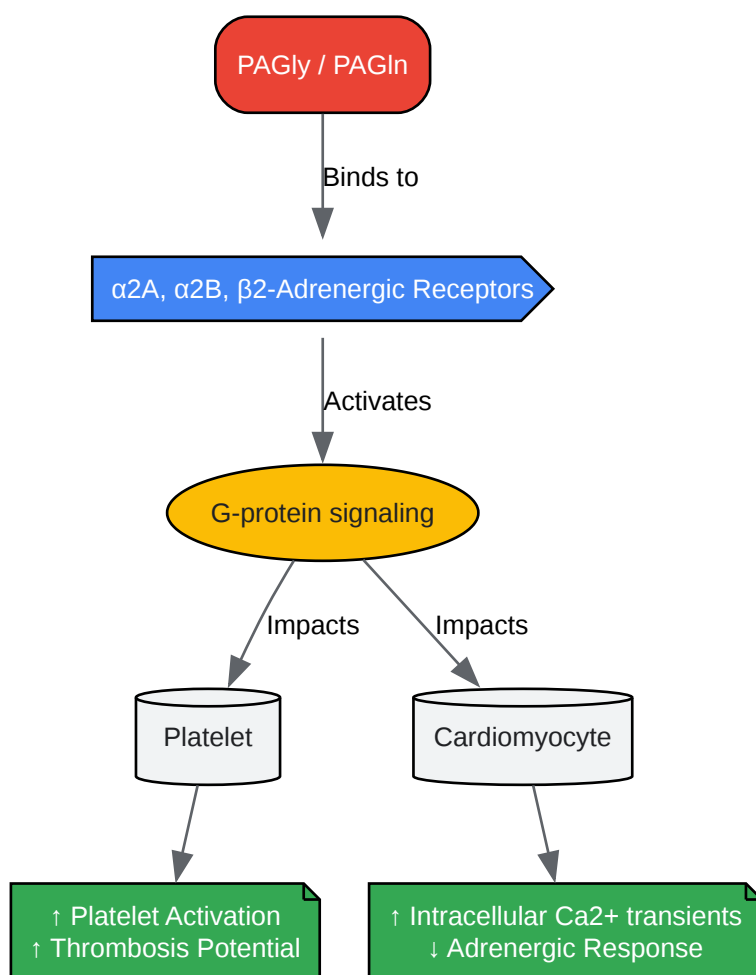 PAGly / PAGln
Binds to
α2A, α2B, β2-Adrenergic Receptors
Activates
G-protein signaling
Impacts
Impacts
Platelet
Cardiomyocyte
↑ Platelet Activation
↑ Thrombosis Potential
↑ Intracellular Ca2+ transients
↓ Adrenergic Response